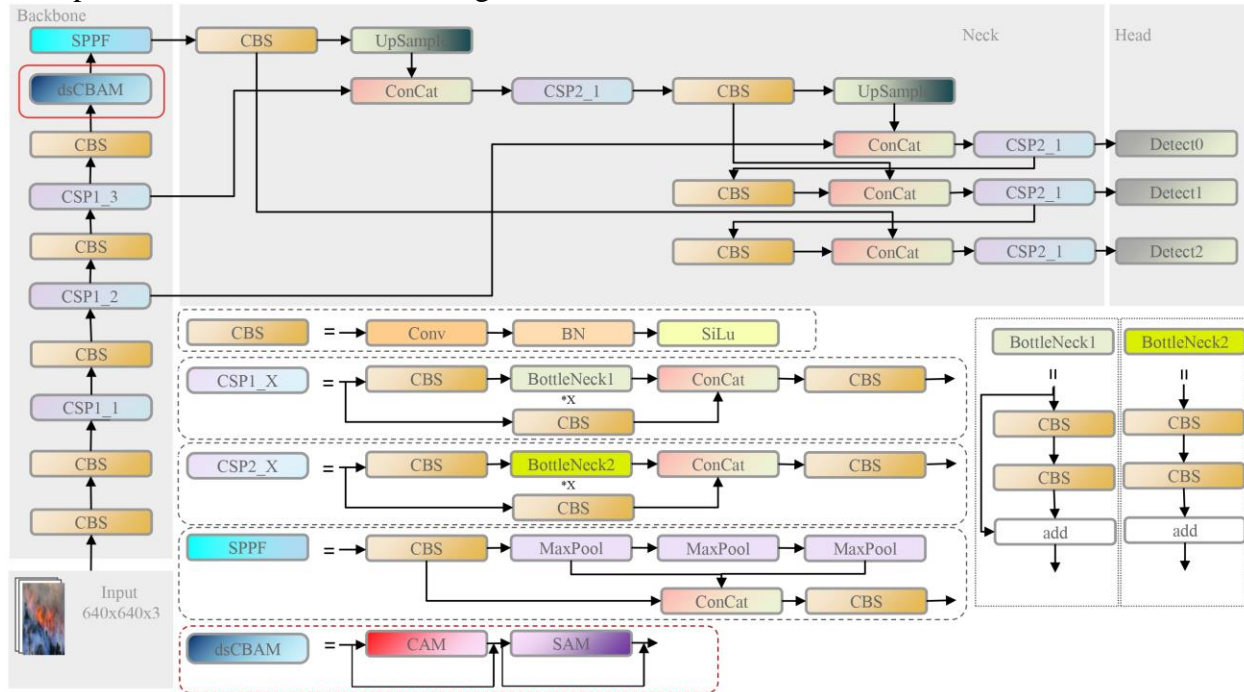 Backbone
Neck
Head
SPPF
CBS
UpSample
dsCBAM
ConCat
CSP2_1
CBS
UpSample
CBS
ConCat
CSP2_1
Detect0
CSP1_3
CBS
ConCat
CSP2_1
Detect1
CBS
CBS
ConCat
CSP2_1
Detect2
CSP1_2
CBS
CSP1_1
CBS
CBS
Input
640x640x3
CBS = Conv BN SiLu
CSP1_X = CBS BottleNeck1 ConCat CBS
*X
CBS
CSP2_X = CBS BottleNeck2 ConCat CBS
*X
CBS
SPPF = CBS MaxPool MaxPool MaxPool
ConCat CBS
dsCBAM = CAM SAM
BottleNeck1
=
CBS
CBS
add
BottleNeck2
=
CBS
CBS
add